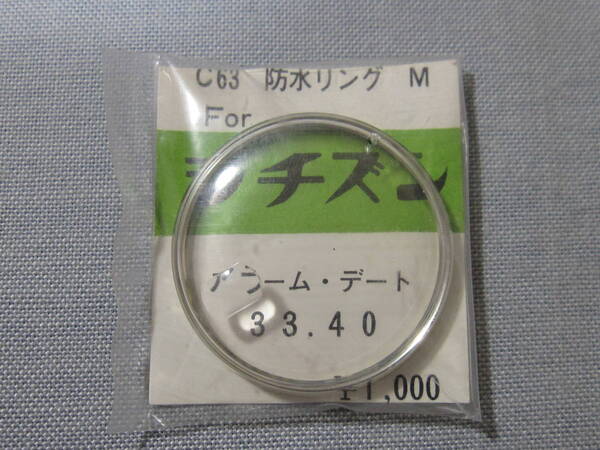 C63 防水リング M
For
シチズン
アラーム・デート
33.40
¥1,000